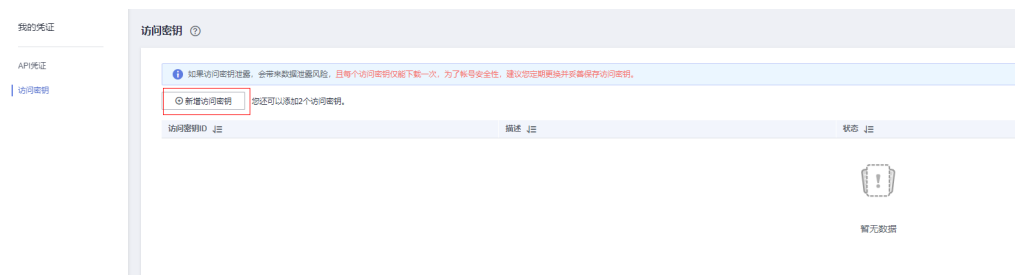 我的凭证
API凭证
访问密钥
访问密钥
如果访问密钥泄露，会带来数据泄露风险，且每个访问密钥仅能下载一次，为了帐号安全性，建议您定期更换并妥善保存访问密钥。
新增访问密钥 您还可以添加2个访问密钥。
访问密钥ID 描述 状态
暂无数据